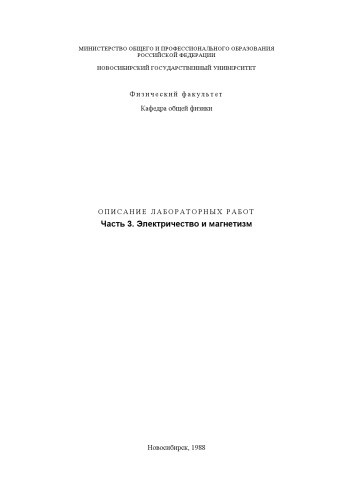 МИНИСТЕРСТВО ОБЩЕГО И ПРОФЕССИОНАЛЬНОГО ОБРАЗОВАНИЯ
РОССИЙСКОЙ ФЕДЕРАЦИИ
НОВОСИБИРСКИЙ ГОСУДАРСТВЕННЫЙ УНИВЕРСИТЕТ
Физический факультет
Кафедра общей физики
ОПИСАНИЕ ЛАБОРАТОРНЫХ РАБОТ
Часть 3. Электричество и магнетизм
Новосибирск, 1988